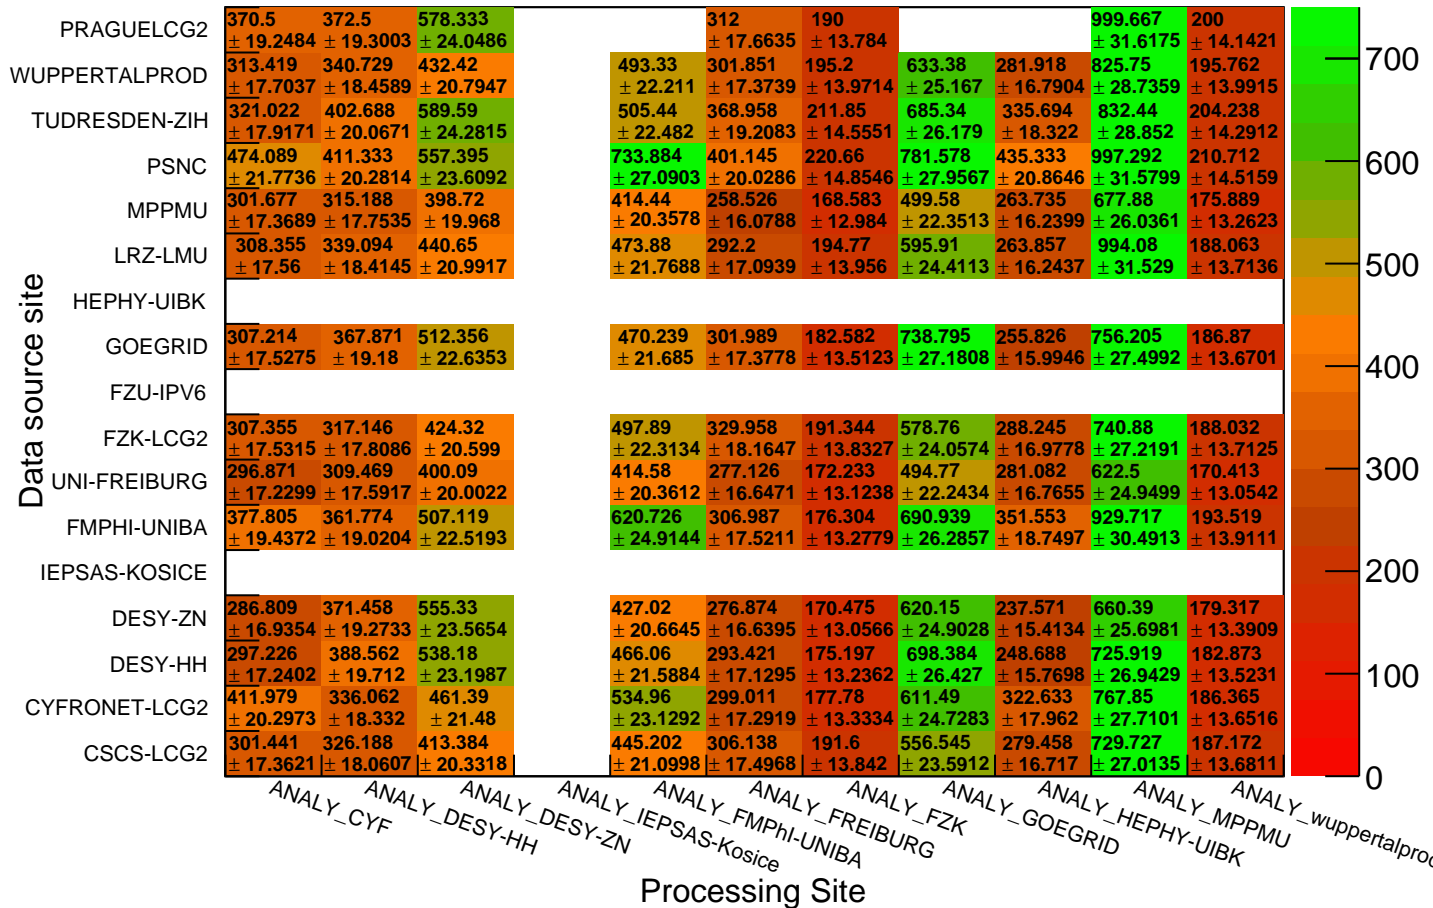 PRAGUELCG2 370.5 372.5 578.333 312 190 999.667 200
± 19.2484 ± 19.3003 ± 24.0486 ± 17.6635 ± 13.784 ± 31.6175 ± 14.1421
WUPPERTALPROD 313.419 340.729 432.42 493.33 301.851 195.2 633.38 281.918 825.75 195.762
± 17.7037 ± 18.4589 ± 20.7947 ± 22.211 ± 17.3739 ± 13.9714 ± 25.167 ± 16.7904 ± 28.7359 ± 13.9915
TUDRESDEN-ZIH 321.022 402.688 589.59 505.44 368.958 211.85 685.34 335.694 832.44 204.238
± 17.9171 ± 20.0671 ± 24.2815 ± 22.482 ± 19.2083 ± 14.5551 ± 26.179 ± 18.322 ± 28.852 ± 14.2912
PSNC 474.089 411.333 557.395 733.884 401.145 220.66 781.578 435.333 997.292 210.712
± 21.7736 ± 20.2814 ± 23.6092 ± 27.0903 ± 20.0286 ± 14.8546 ± 27.9567 ± 20.8646 ± 31.5799 ± 14.5159
MPPMU 301.677 315.188 398.72 414.44 258.526 168.583 499.58 263.735 677.88 175.889
± 17.3689 ± 17.7535 ± 19.968 ± 20.3578 ± 16.0788 ± 12.984 ± 22.3513 ± 16.2399 ± 26.0361 ± 13.2623
LRZ-LMU 308.355 339.094 440.65 473.88 292.2 194.77 595.91 263.857 994.08 188.063
± 17.56 ± 18.4145 ± 20.9917 ± 21.7688 ± 17.0939 ± 13.956 ± 24.4113 ± 16.2437 ± 31.529 ± 13.7136
HEPHY-UIBK
GOEGRID 307.214 367.871 512.356 470.239 301.989 182.582 738.795 255.826 756.205 186.87
± 17.5275 ± 19.18 ± 22.6353 ± 21.685 ± 17.3778 ± 13.5123 ± 27.1808 ± 15.9946 ± 27.4992 ± 13.6701
FZU-IPV6
FZK-LCG2 307.355 317.146 424.32 497.89 329.958 191.344 578.76 288.245 740.88 188.032
± 17.5315 ± 17.8086 ± 20.599 ± 22.3134 ± 18.1647 ± 13.8327 ± 24.0574 ± 16.9778 ± 27.2191 ± 13.7125
UNI-FREIBURG 296.871 309.469 400.09 414.58 277.126 172.233 494.77 281.082 622.5 170.413
± 17.2299 ± 17.5917 ± 20.0022 ± 20.3612 ± 16.6471 ± 13.1238 ± 22.2434 ± 16.7655 ± 24.9499 ± 13.0542
FMPHI-UNIBA 377.805 361.774 507.119 620.726 306.987 176.304 690.939 351.553 929.717 193.519
± 19.4372 ± 19.0204 ± 22.5193 ± 24.9144 ± 17.5211 ± 13.2779 ± 26.2857 ± 18.7497 ± 30.4913 ± 13.9111
IEPSAS-KOSICE
DESY-ZN 286.809 371.458 555.33 427.02 276.874 170.475 620.15 237.571 660.39 179.317
± 16.9354 ± 19.2733 ± 23.5654 ± 20.6645 ± 16.6395 ± 13.0566 ± 24.9028 ± 15.4134 ± 25.6981 ± 13.3909
DESY-HH 297.226 388.562 538.18 466.06 293.421 175.197 698.384 248.688 725.919 182.873
± 17.2402 ± 19.712 ± 23.1987 ± 21.5884 ± 17.1295 ± 13.2362 ± 26.427 ± 15.7698 ± 26.9429 ± 13.5231
CYFRONET-LCG2 411.979 336.062 461.39 534.96 299.011 177.78 611.49 322.633 767.85 186.365
± 20.2973 ± 18.332 ± 21.48 ± 23.1292 ± 17.2919 ± 13.3334 ± 24.7283 ± 17.962 ± 27.7101 ± 13.6516
CSCS-LCG2 301.441 326.188 413.384 445.202 306.138 191.6 556.545 279.458 729.727 187.172
± 17.3621 ± 18.0607 ± 20.3318 ± 21.0998 ± 17.4968 ± 13.842 ± 23.5912 ± 16.717 ± 27.0135 ± 13.6811
Data source site
ANALY_CYF
ANALY_DESY-HH
ANALY_DESY-ZN
ANALY_IEPSAS-Kosice
ANALY_FMPhI-UNIBA
ANALY_FREIBURG
ANALY_FZK
ANALY_GOEGRID
ANALY_HEPHY-UIBK
ANALY_MPPMU
ANALY_wuppertalprod
Processing Site
700
600
500
400
300
200
100
0